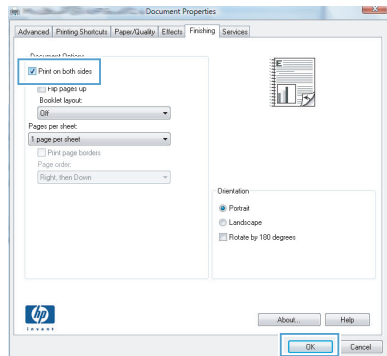 Document Properties
Advanced Printing Shortcuts Paper/Quality Effects Finishing Services
Document Options
Print on both sides
Flip pages up
Booklet layout:
Off
Pages per sheet:
1 page per sheet
Print page borders
Page order:
Right, then Down
Orientation
Portrait
Landscape
Rotate by 180 degrees
hp
invent
About... Help
OK Cancel